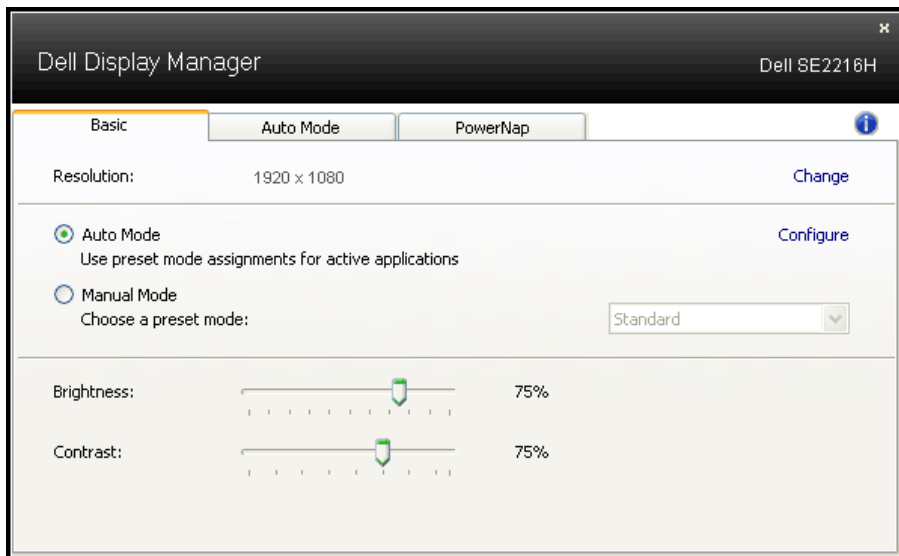 Dell Display Manager
Dell SE2216H
Basic
Auto Mode
PowerNap
Resolution:
1920 x 1080
Change
Auto Mode
Configure
Use preset mode assignments for active applications
Manual Mode
Choose a preset mode:
Standard
Brightness:
75%
Contrast:
75%